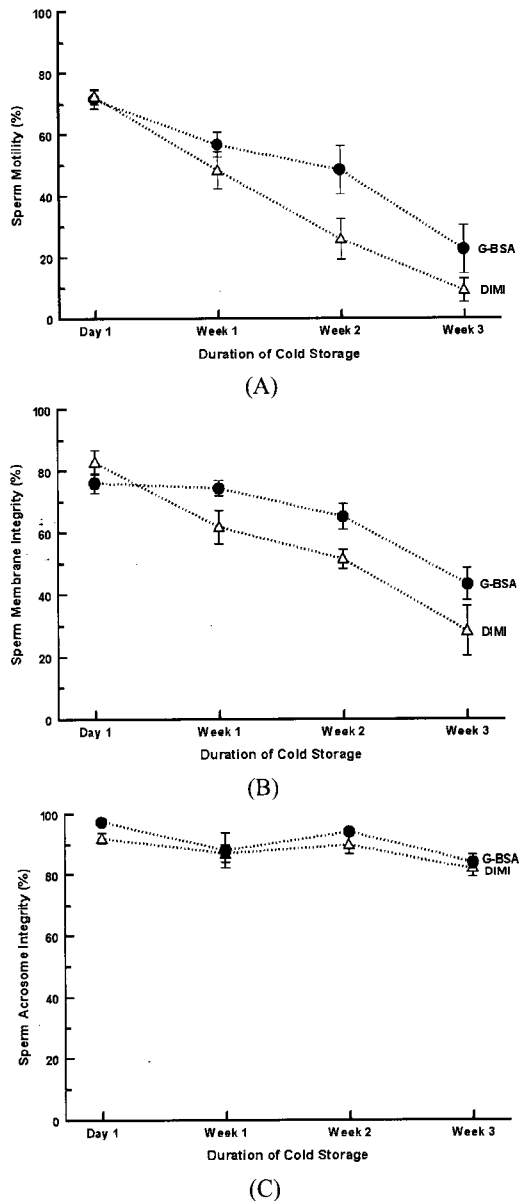 100
80
60
40
20
0
Sperm Motility (%)
G-BSA
DIMI
Day 1 Week 1 Week 2 Week 3
Duration of Cold Storage
(A)
100
80
60
40
20
0
Sperm Membrane Integrity (%)
G-BSA
DIMI
Day 1 Week 1 Week 2 Week 3
Duration of Cold Storage
(B)
100
80
60
40
20
0
Sperm Acrosome Integrity (%)
G-BSA
DIMI
Day 1 Week 1 Week 2 Week 3
Duration of Cold Storage
(C)